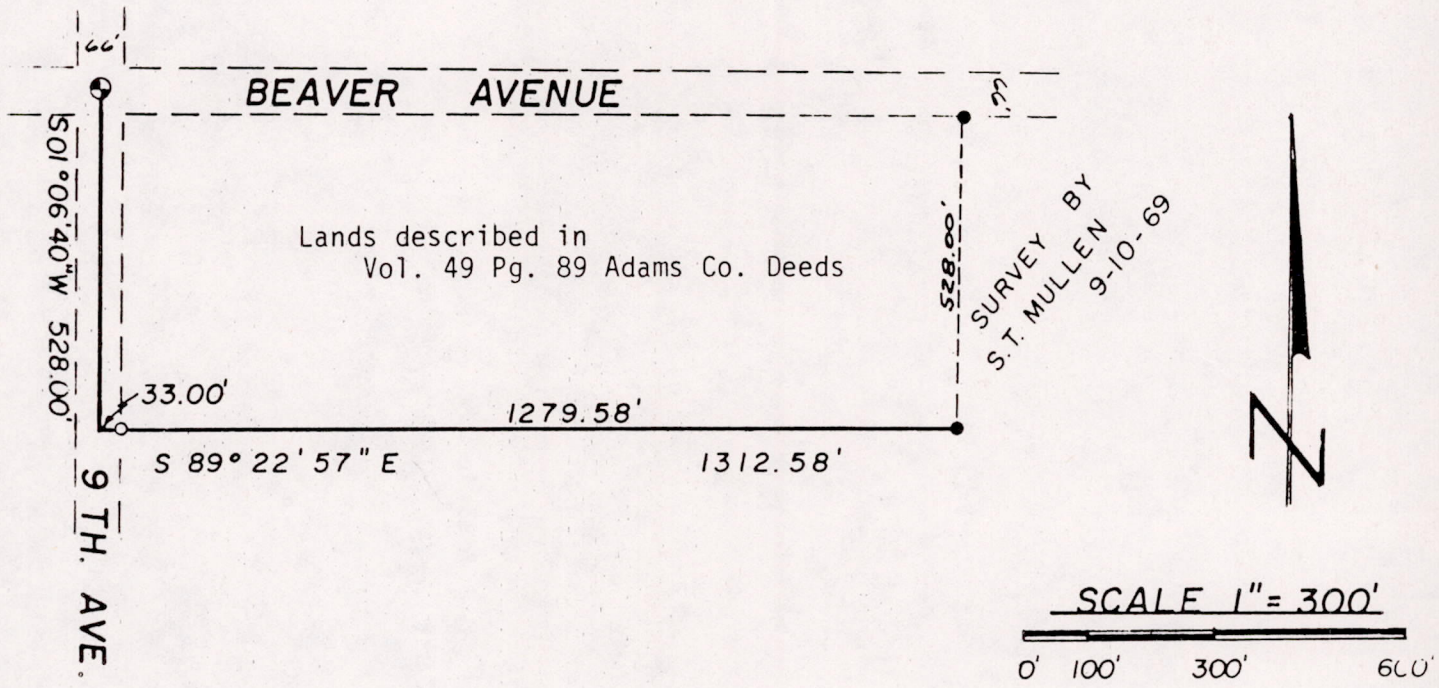 66'
BEAVER AVENUE
66'
S01°06'40"W 528.00'
Lands described in
Vol. 49 Pg. 89 Adams Co. Deeds
528.00'
SURVEY BY
S.T. MULLEN
9-10-69
33.00'
1279.58'
S 89°22'57"E 1312.58'
9 TH. AVE.
N
SCALE 1"= 300'
0' 100' 300' 600'